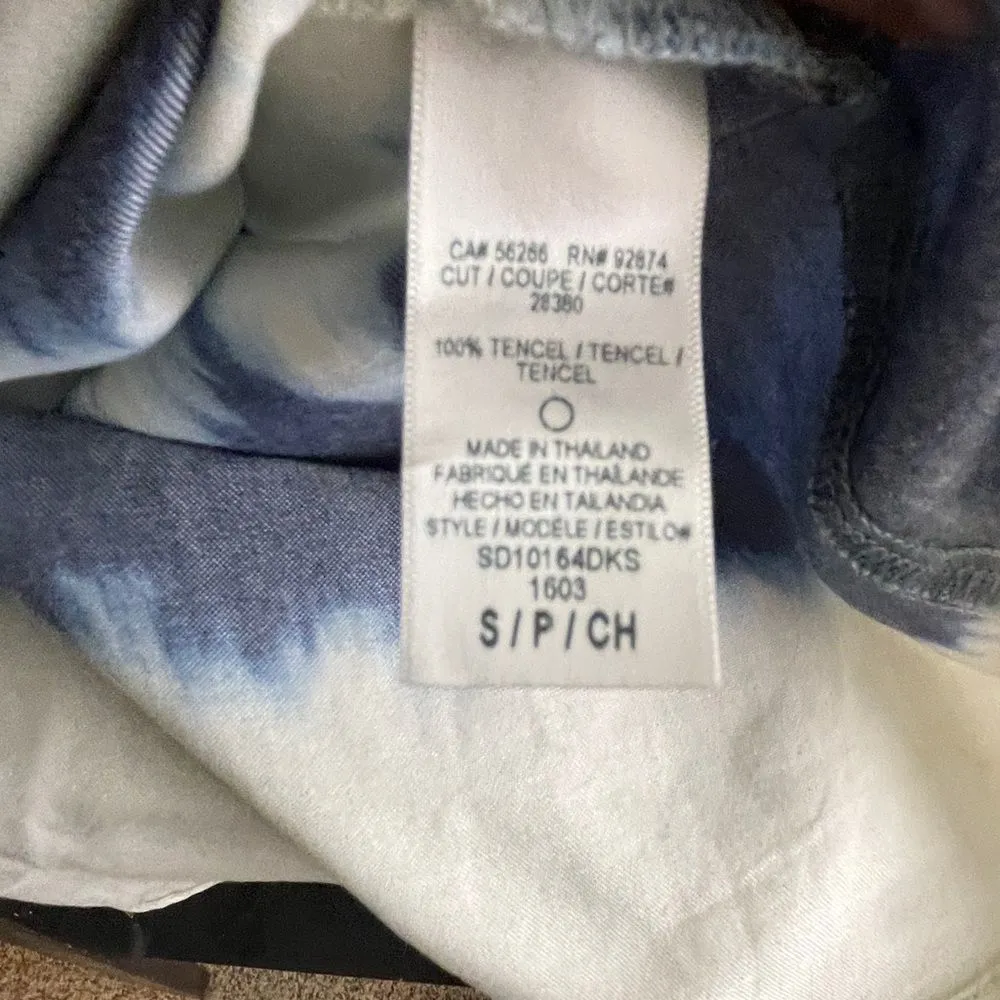 CA# 56266 RN# 92874
CUT / COUPE / CORTE#
28380
100% TENCEL / TENCEL /
TENCEL
MADE IN THAILAND
FABRIQUÉ EN THAÏLANDE
HECHO EN TAILANDIA
STYLE / MODÈLE / ESTILO#
SD10164DKS
1603
S / P / CH